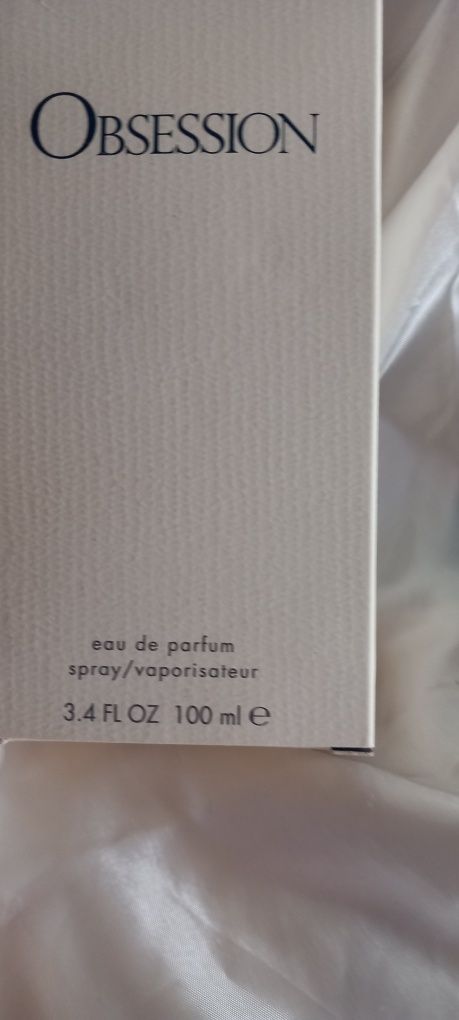 OBSESSION
eau de parfum
spray/vaporisateur
3.4 FL OZ 100 ml ℮